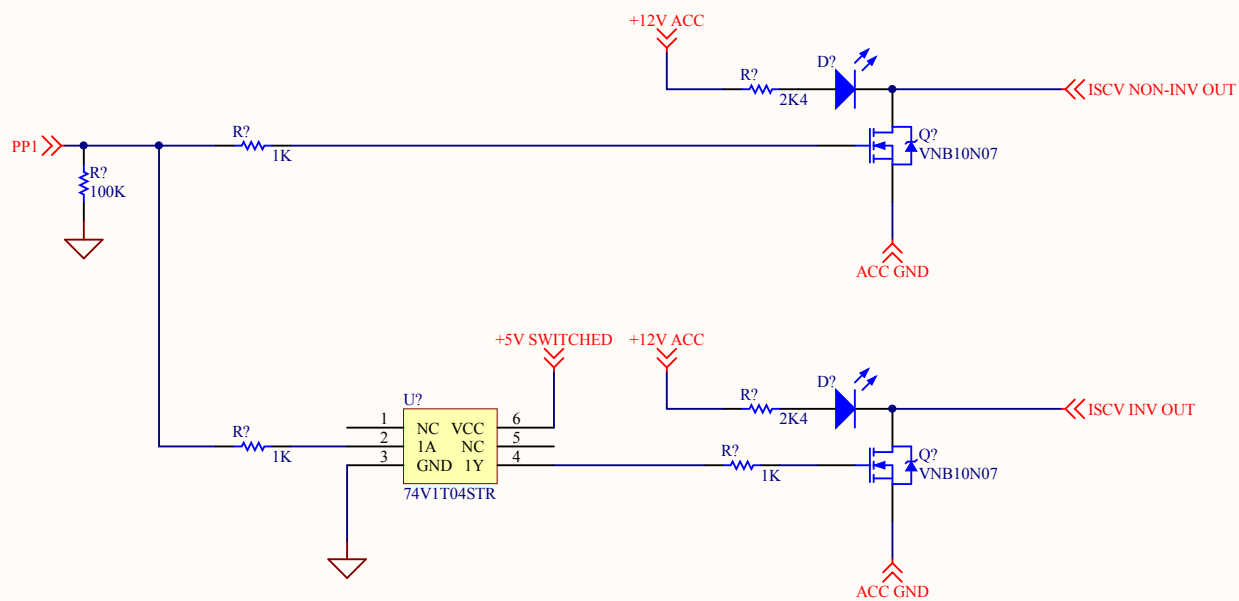 +12V ACC
R?
2K4
D?
ISCV NON-INV OUT
PP1
R?
1K
Q?
VNB10N07
R?
100K
ACC GND
+5V SWITCHED
+12V ACC
U?
R?
2K4
D?
ISCV INV OUT
1
NC
VCC
6
R?
1K
2
1A
NC
5
3
GND
1Y
4
74V1T04STR
R?
1K
Q?
VNB10N07
ACC GND